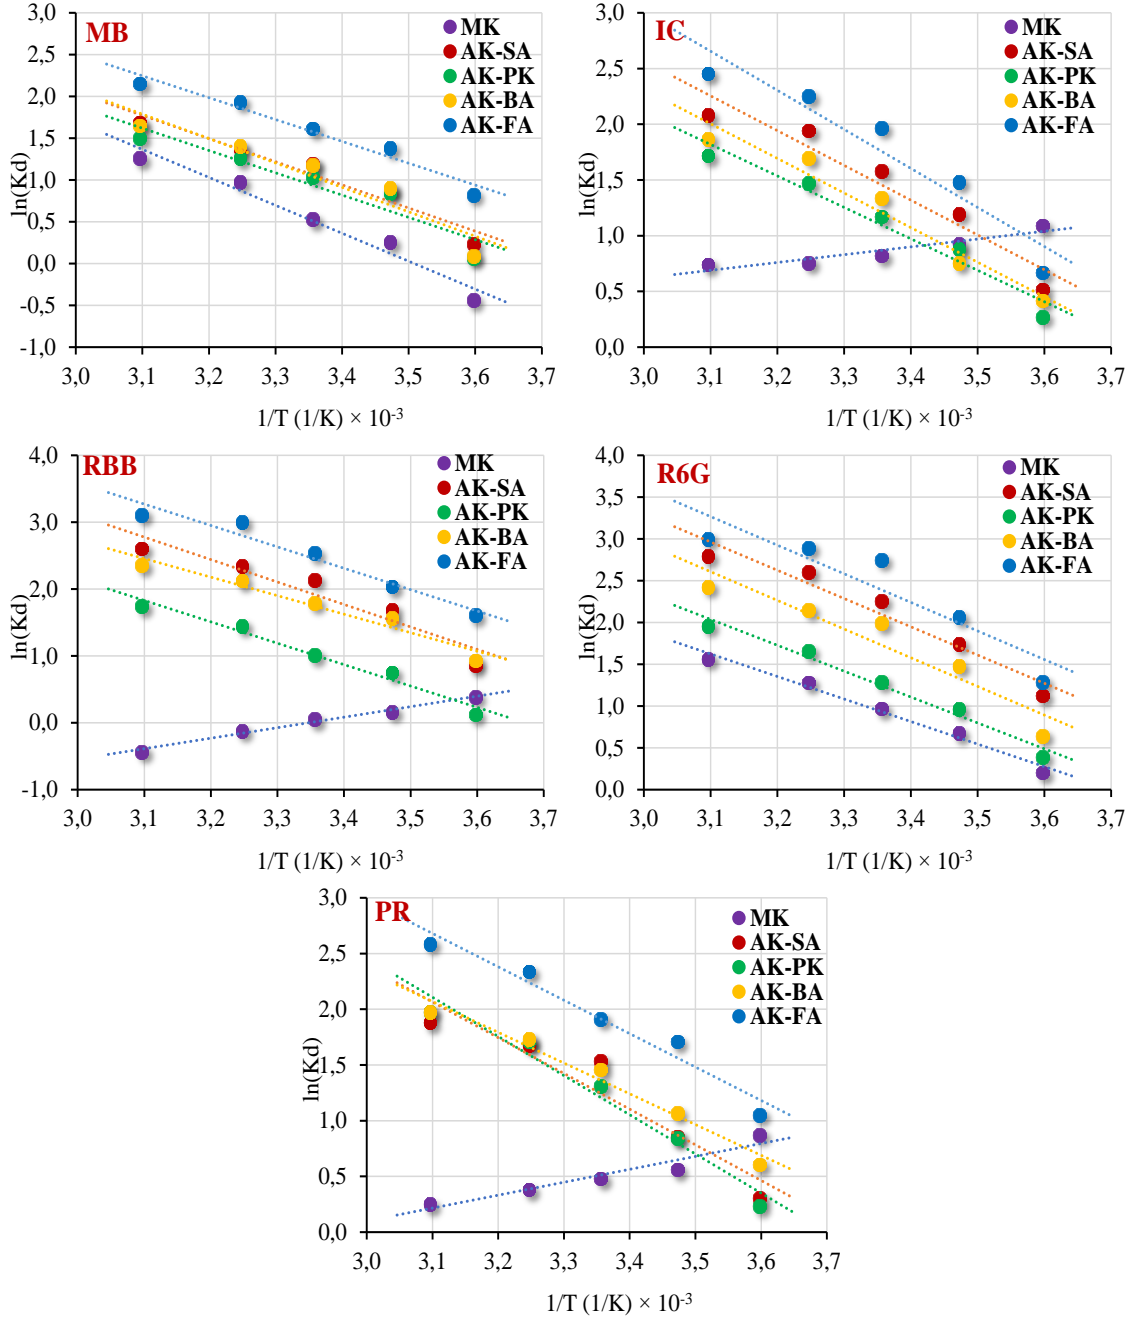 MB
3,0
2,5
2,0
1,5
1,0
0,5
0,0
-0,5
-1,0
ln(Kd)
MK
AK-SA
AK-PK
AK-BA
AK-FA
3,0 3,1 3,2 3,3 3,4 3,5 3,6 3,7
1/T (1/K) × 10-3
IC
3,0
2,5
2,0
1,5
1,0
0,5
0,0
ln(Kd)
MK
AK-SA
AK-PK
AK-BA
AK-FA
3,0 3,1 3,2 3,3 3,4 3,5 3,6 3,7
1/T (1/K) × 10-3
RBB
4,0
3,0
2,0
1,0
0,0
-1,0
ln(Kd)
MK
AK-SA
AK-PK
AK-BA
AK-FA
3,0 3,1 3,2 3,3 3,4 3,5 3,6 3,7
1/T (1/K) × 10-3
R6G
4,0
3,5
3,0
2,5
2,0
1,5
1,0
0,5
0,0
ln(Kd)
MK
AK-SA
AK-PK
AK-BA
AK-FA
3,0 3,1 3,2 3,3 3,4 3,5 3,6 3,7
1/T (1/K) × 10-3
PR
3,0
2,5
2,0
1,5
1,0
0,5
0,0
ln(Kd)
MK
AK-SA
AK-PK
AK-BA
AK-FA
3,0 3,1 3,2 3,3 3,4 3,5 3,6 3,7
1/T (1/K) × 10-3